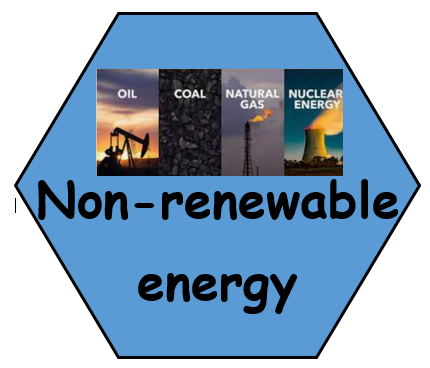 OIL
COAL
NATURAL
GAS
NUCLEAR
ENERGY
Non-renewable
energy